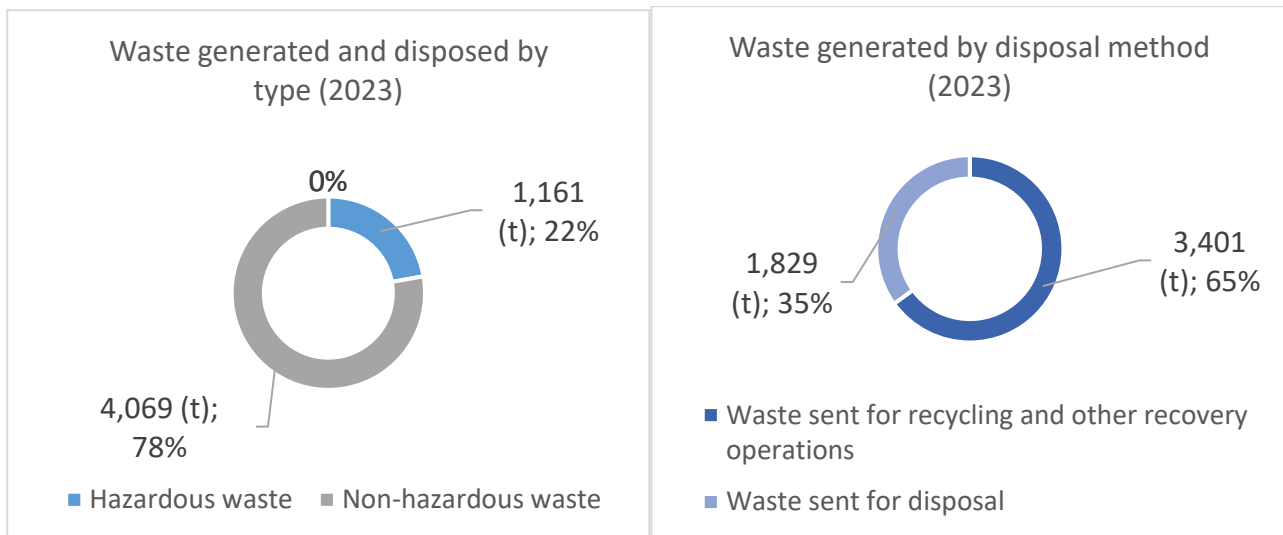 Waste generated and disposed by
type (2023)
0%
1,161
(t); 22%
4,069 (t);
78%
Hazardous waste
Non-hazardous waste
Waste generated by disposal method
(2023)
1,829
(t); 35%
3,401
(t); 65%
Waste sent for recycling and other recovery
operations
Waste sent for disposal